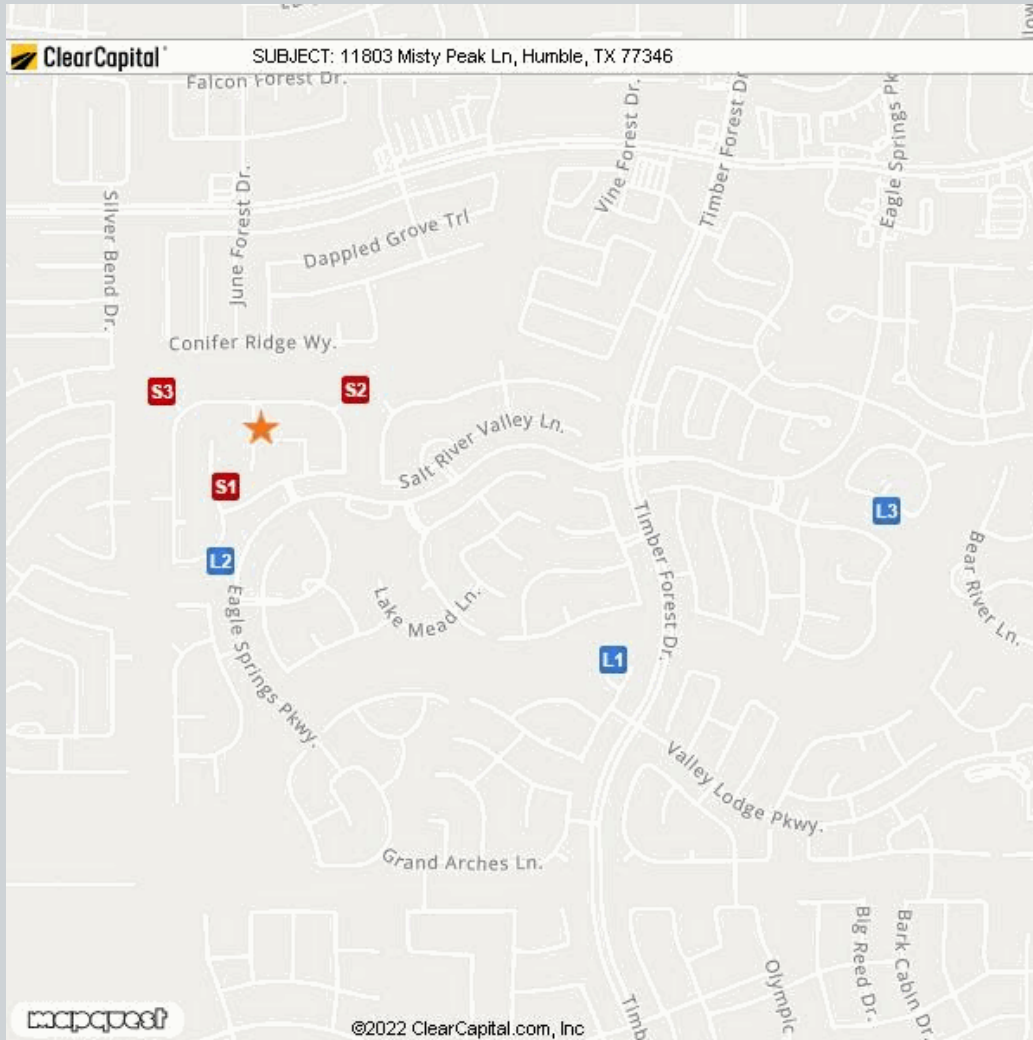 ClearCapital
SUBJECT: 11803 Misty Peak Ln, Humble, TX 77346
Falcon Forest Dr.
Eagle Springs Pk
Vine Forest Dr.
Timber Forest Dr
June Forest Dr.
Silver Bend Dr.
Dappled Grove Trl
Conifer Ridge Wy.
S3
S2
Salt River Valley Ln.
S1
L3
Timber Forest Dr.
L2
Bear River Ln.
Lake Mead Ln.
Eagle Springs Pkwy.
L1
Valley Lodge Pkwy.
Grand Arches Ln.
Big Reed Dr.
Bark Cabin Dr.
Olympic
Timb
mapquest
©2022 ClearCapital.com, Inc